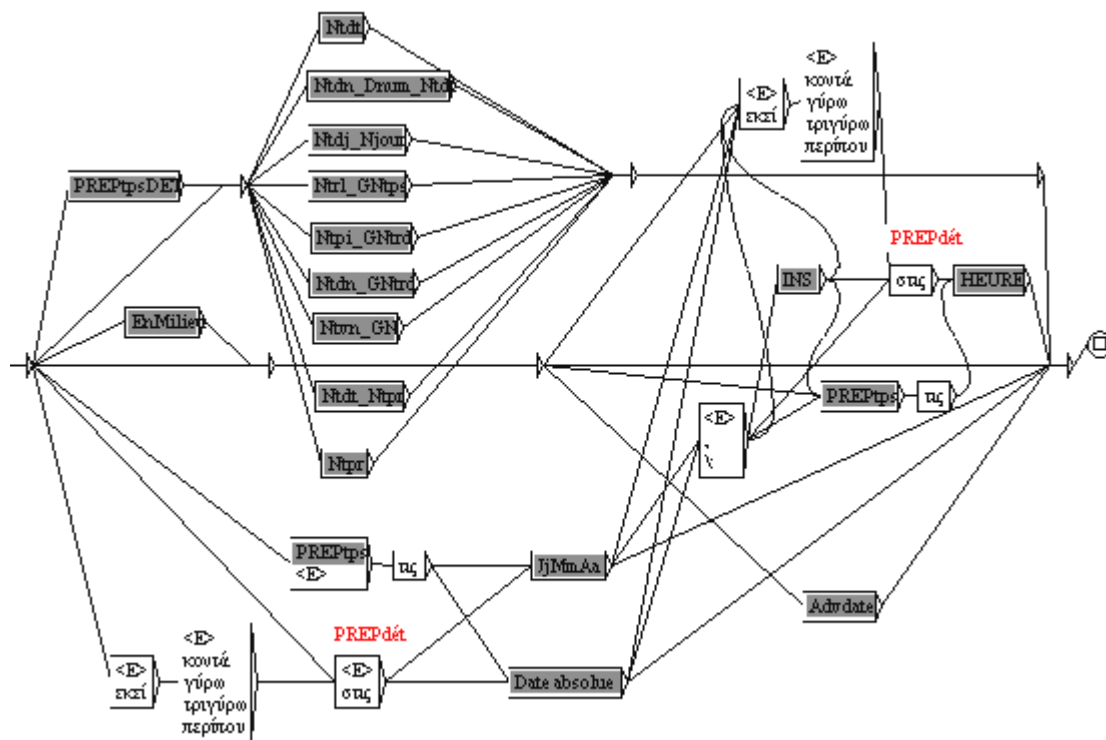 Ntdt
<E>
κοντά
γύρω
τριγύρω
περίπου
<E>
εκεί
Ntdn_Dnum_Ntdt
Ntdj_Njour
PREPtpsDET
Ntrl_GNtps
Ntpi_GNtrd
PREPdét
Ntdn_GNtrd
INS
στις
HEURE
EnMilieu
Ntvn_GN
Ntdt_Ntpr
PREPtps
τις
<E>
,
Ntpr
PREPtps
<E>
τις
JjMmAa
Advdate
PREPdét
<E>
κοντά
γύρω
τριγύρω
περίπου
<E>
εκεί
<E>
στις
Date absolue